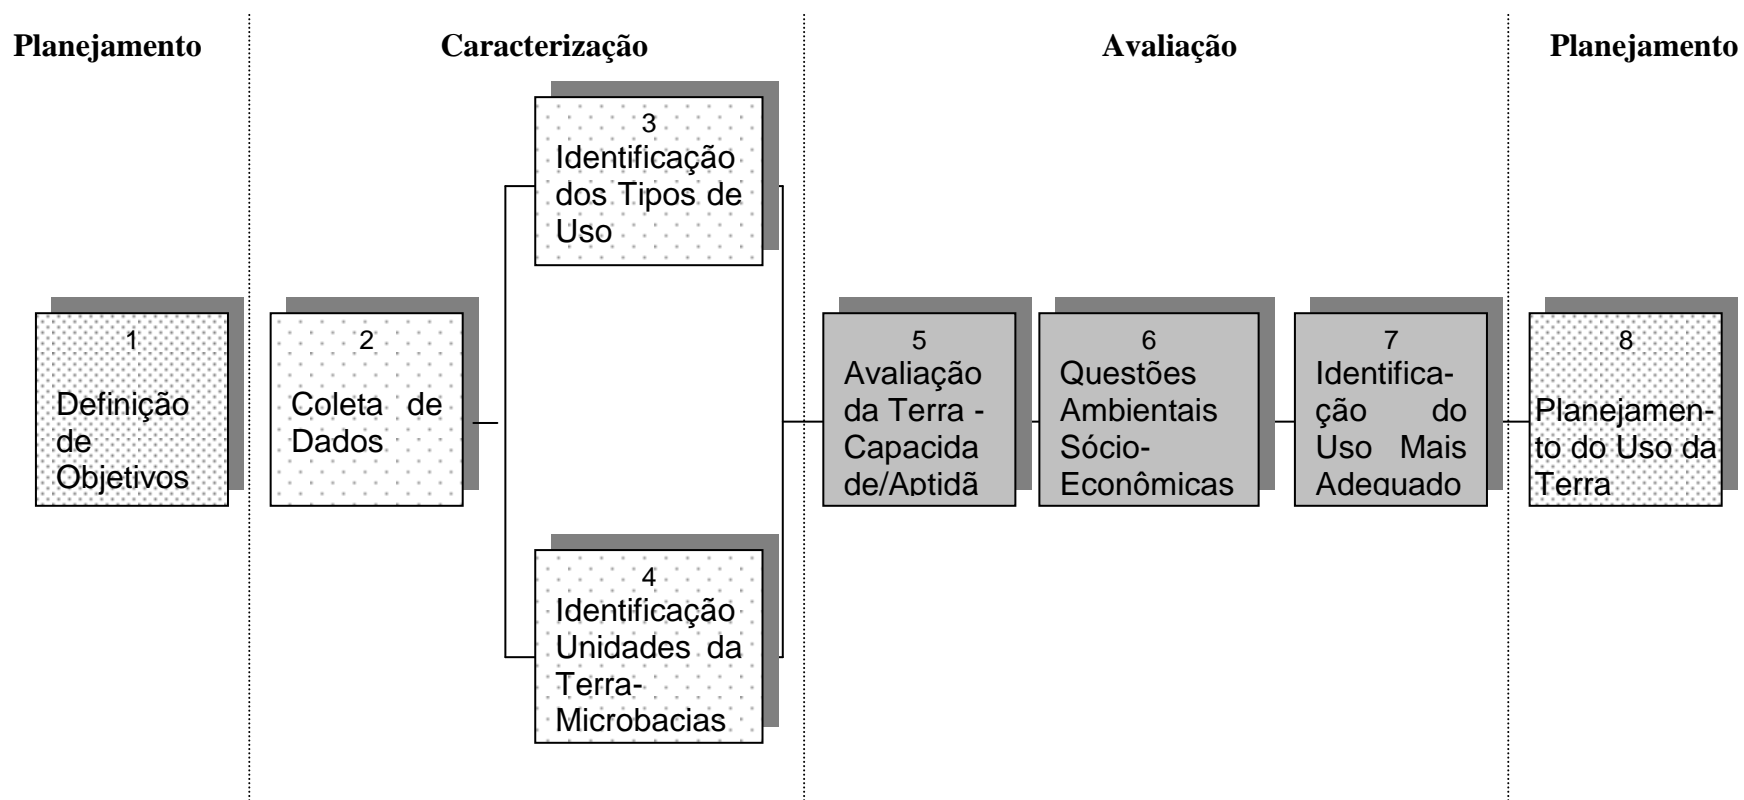 Planejamento
Caracterização
Avaliação
Planejamento
1
Definição
de
Objetivos
2
Coleta de
Dados
3
Identificação
dos Tipos de
Uso
4
Identificação
Unidades da
Terra-
Microbacias
5
Avaliação
da Terra -
Capacida
de/Aptidã
6
Questões
Ambientais
Sócio-
Econômicas
7
Identifica-
ção do
Uso Mais
Adequado
8
Planejamen-
to do Uso da
Terra